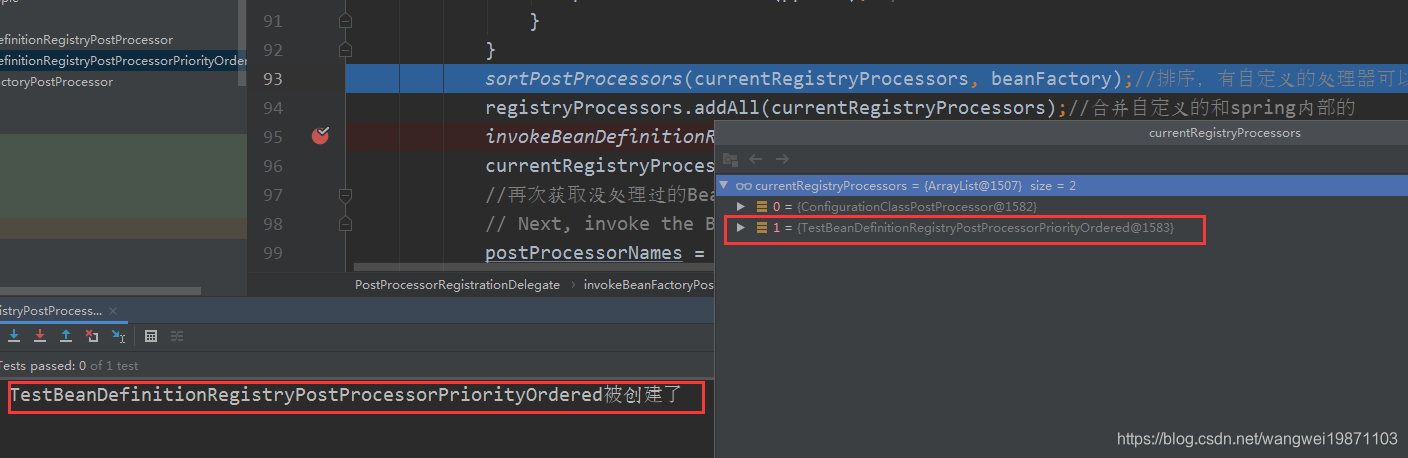 efinitionRegistryPostProcessor
efinitionRegistryPostProcessorPriorityOrder
actoryPostProcessor
91 }
92 }
93 sortPostProcessors(currentRegistryProcessors, beanFactory);//排序，有自定义的处理器可以
94 registryProcessors.addAll(currentRegistryProcessors);//合并自定义的和spring内部的
95 invokeBeanDefinitionR
96 currentRegistryProces
97 //再次获取没处理过的Bea
98 // Next, invoke the B
99 postProcessorNames =
currentRegistryProcessors
currentRegistryProcessors = {ArrayList@1507} size = 2
0 = {ConfigurationClassPostProcessor@1582}
1 = {TestBeanDefinitionRegistryPostProcessorPriorityOrdered@1583}
PostProcessorRegistrationDelegate › invokeBeanFactoryPos
istryPostProcess... ×
Tests passed: 0 of 1 test
TestBeanDefinitionRegistryPostProcessorPriorityOrdered被创建了
https://blog.csdn.net/wangwei19871103